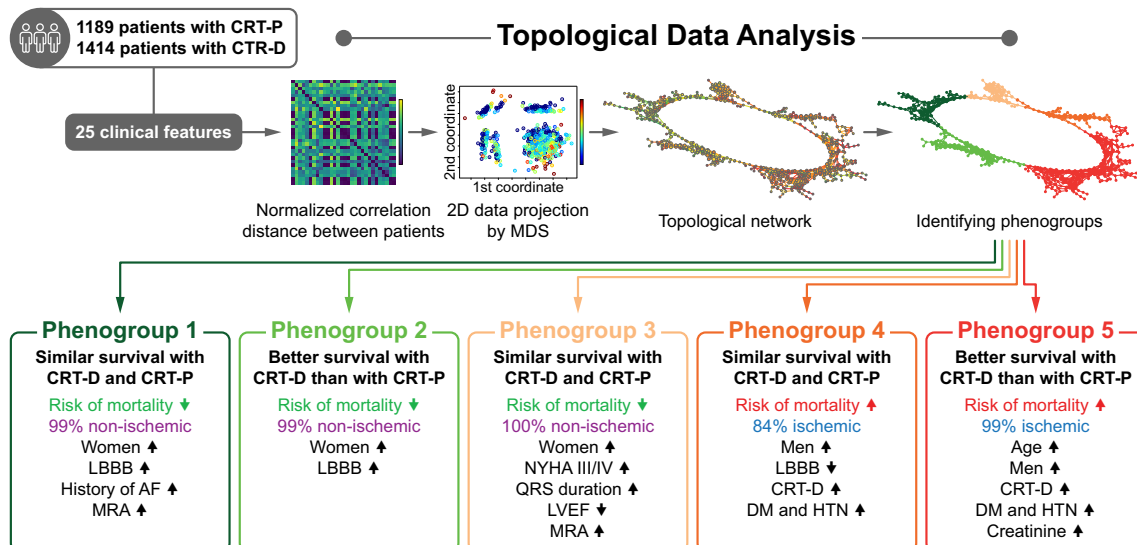 1189 patients with CRT-P
1414 patients with CTR-D
Topological Data Analysis
25 clinical features
2nd coordinate
1st coordinate
Normalized correlation
distance between patients
2D data projection
by MDS
Topological network
Identifying phenogroups
Phenogroup 1
Similar survival with
CRT-D and CRT-P
Risk of mortality ↓
99% non-ischemic
Women ↑
LBBB ↑
History of AF ↑
MRA ↑
Phenogroup 2
Better survival with
CRT-D than with CRT-P
Risk of mortality ↓
99% non-ischemic
Women ↑
LBBB ↑
Phenogroup 3
Similar survival with
CRT-D and CRT-P
Risk of mortality ↓
100% non-ischemic
Women ↑
NYHA III/IV ↑
QRS duration ↑
LVEF ↓
MRA ↑
Phenogroup 4
Similar survival with
CRT-D and CRT-P
Risk of mortality ↑
84% ischemic
Men ↑
LBBB ↓
CRT-D ↑
DM and HTN ↑
Phenogroup 5
Better survival with
CRT-D than with CRT-P
Risk of mortality ↑
99% ischemic
Age ↑
Men ↑
CRT-D ↑
DM and HTN ↑
Creatinine ↑